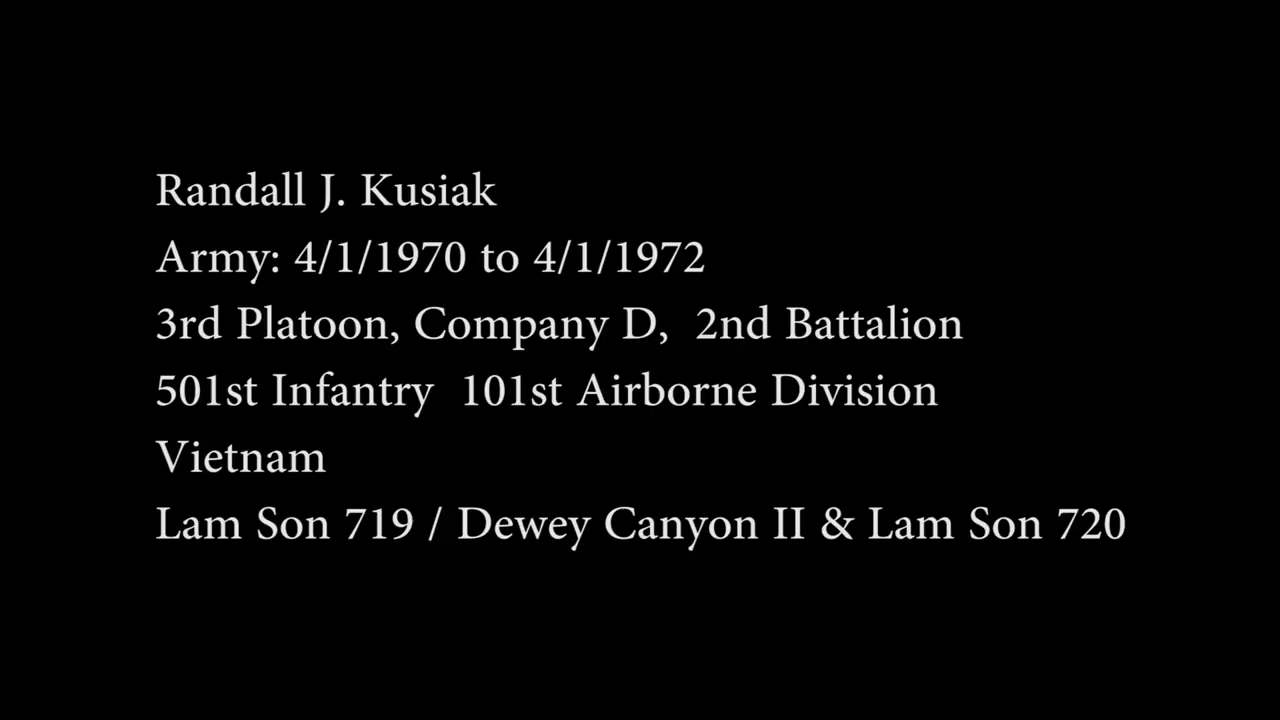 Randall J. Kusiak
Army: 4/1/1970 to 4/1/1972
3rd Platoon, Company D,  2nd Battalion
501st Infantry  101st Airborne Division
Vietnam
Lam Son 719 / Dewey Canyon II & Lam Son 720